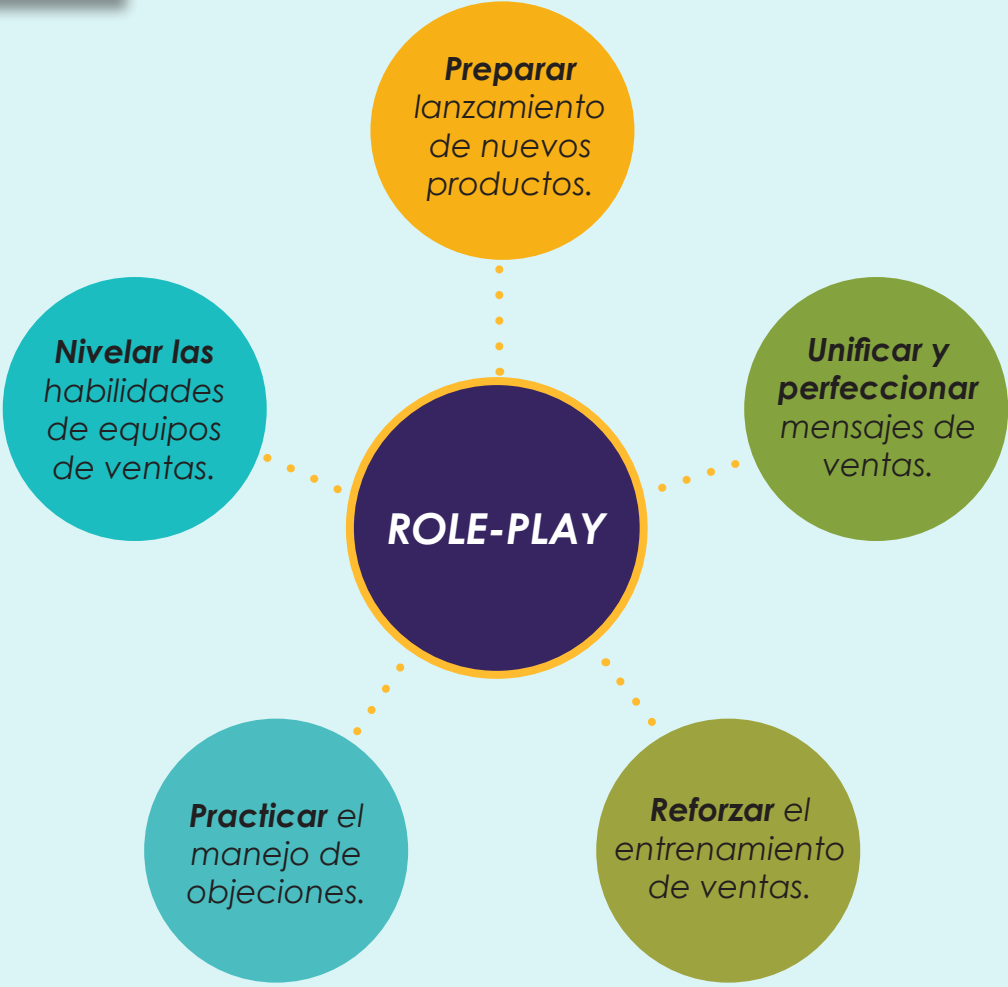 Preparar
lanzamiento
de nuevos
productos.
Nivelar las
habilidades
de equipos
de ventas.
Unificar y
perfeccionar
mensajes de
ventas.
ROLE-PLAY
Practicar el
manejo de
objeciones.
Reforzar el
entrenamiento
de ventas.